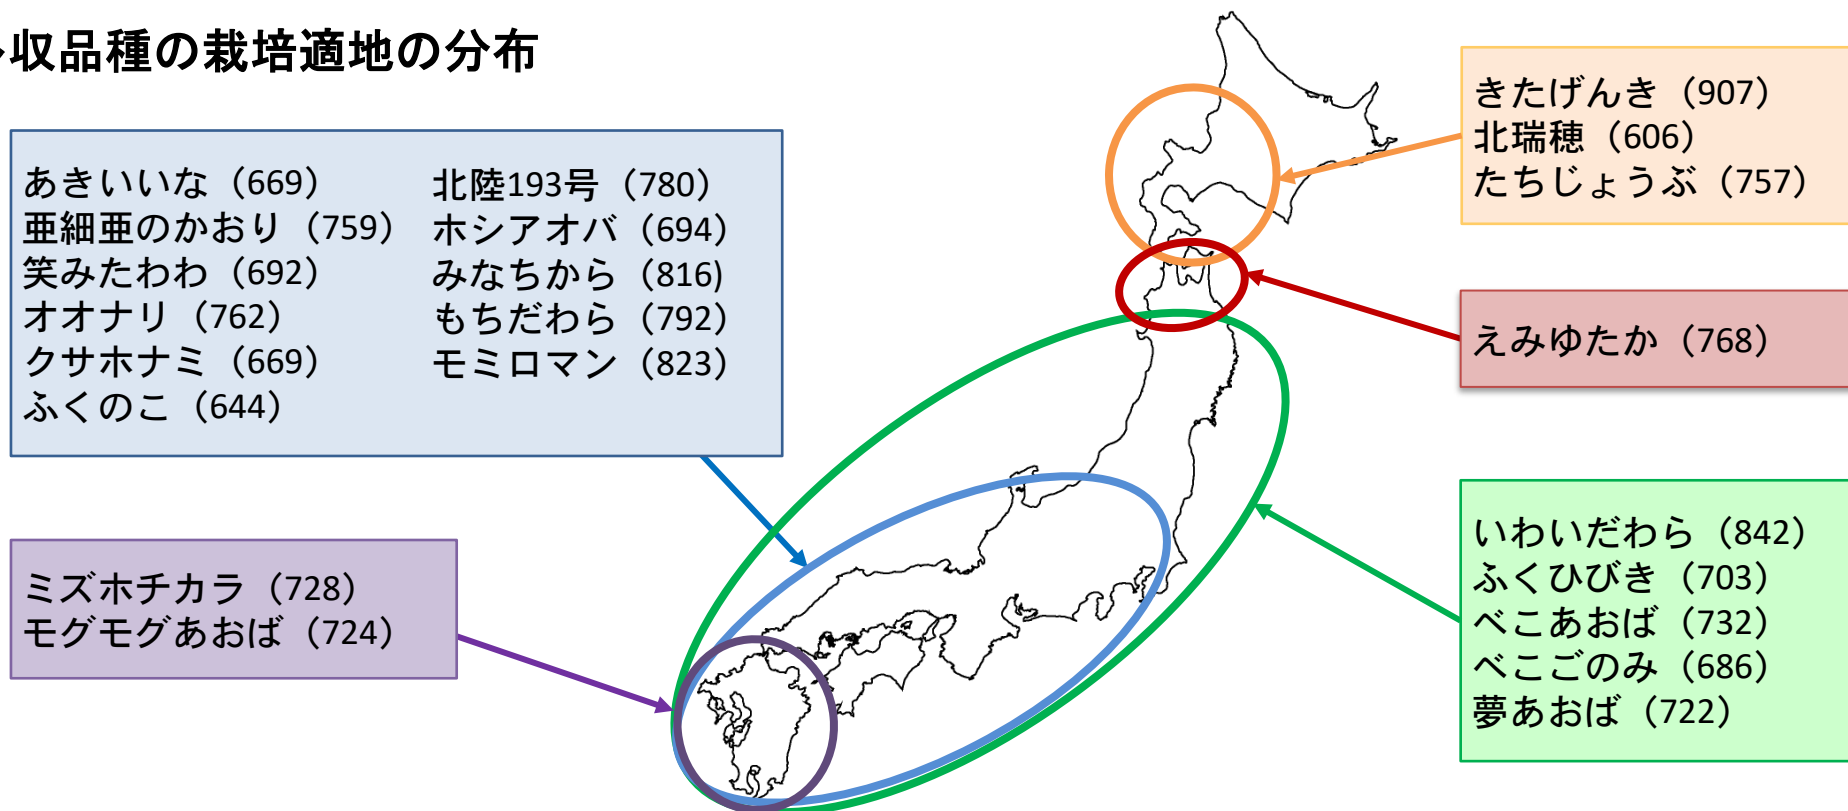 収品種の栽培適地の分布
あきいいな（669）
亜細亜のかおり（759）
笑みたわわ（692）
オオナリ（762）
クサホナミ（669）
ふくのこ（644）
北陸193号（780）
ホシアオバ（694）
みなちから（816)
もちだわら（792）
モミロマン（823）
ミズホチカラ（728）
モグモグあおば（724）
きたげんき（907）
北瑞穂（606）
たちじょうぶ（757）
えみゆたか（768）
いわいだわら（842）
ふくひびき（703）
べこあおば（732）
べこごのみ（686）
夢あおば（722）